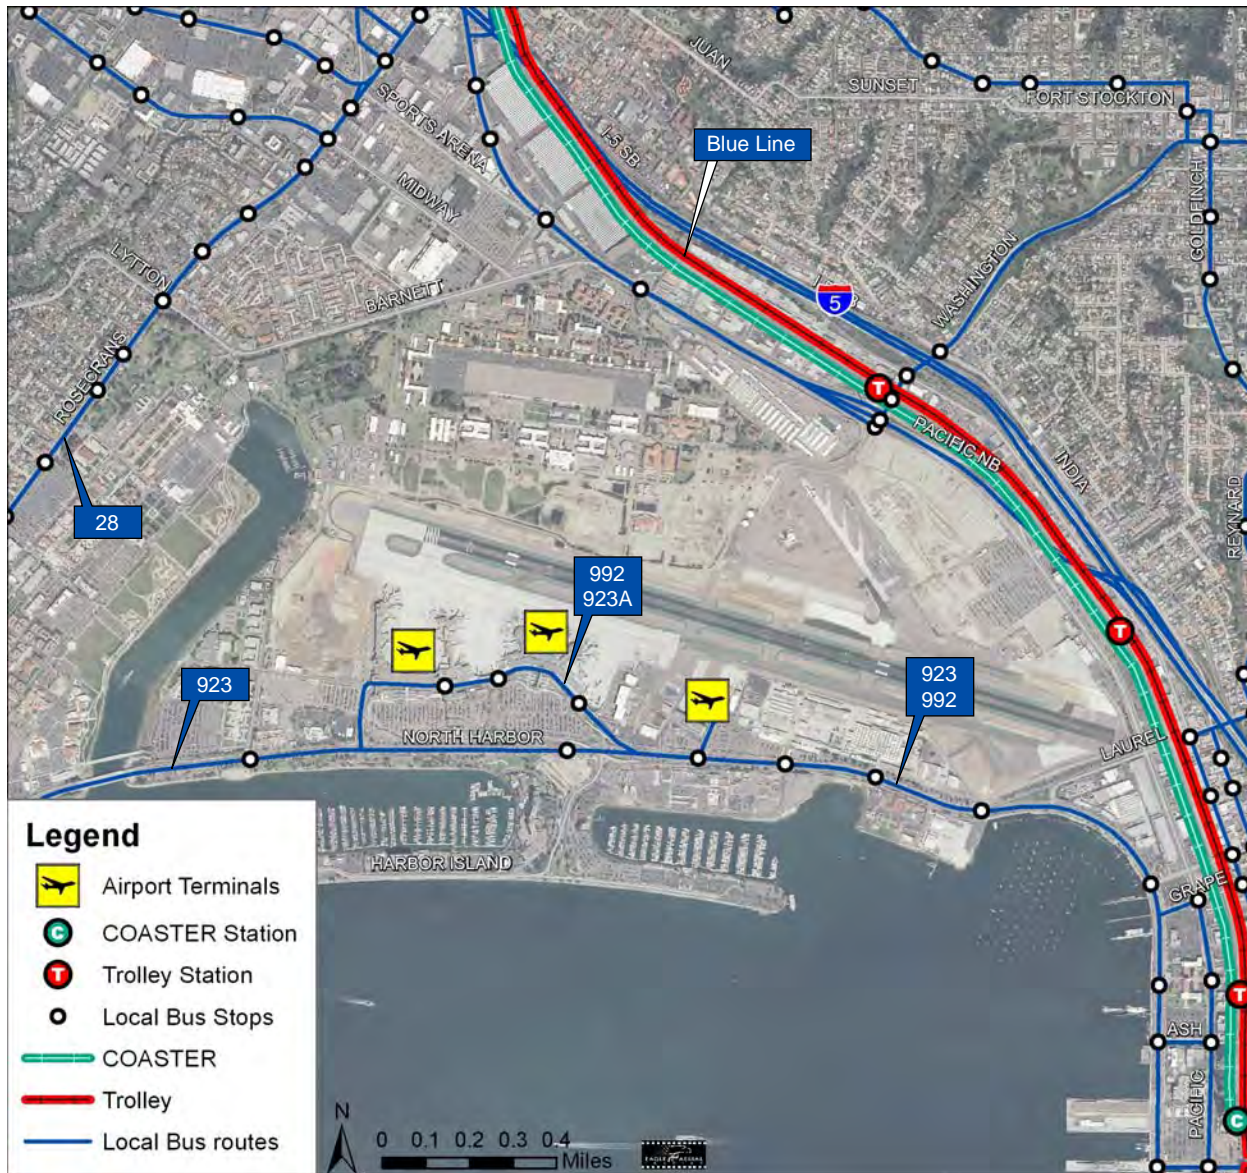 JUAN
SUNSET
FORT STOCKTON
SPORTS ARENA
I-5 SB
Blue Line
MIDWAY
GOLDFINCH
WASHINGTON
LYTTON
BARNETT
5
ROSECRANS
T
PACIFIC NB
INDIA
REYNARD
28
992
923A
T
923
923
992
NORTH HARBOR
LAUREL
HARBOR ISLAND
GRAPE
T
ASH
PACIFIC
C
Legend
Airport Terminals
C COASTER Station
T Trolley Station
Local Bus Stops
COASTER
Trolley
Local Bus routes
N
0 0.1 0.2 0.3 0.4
Miles